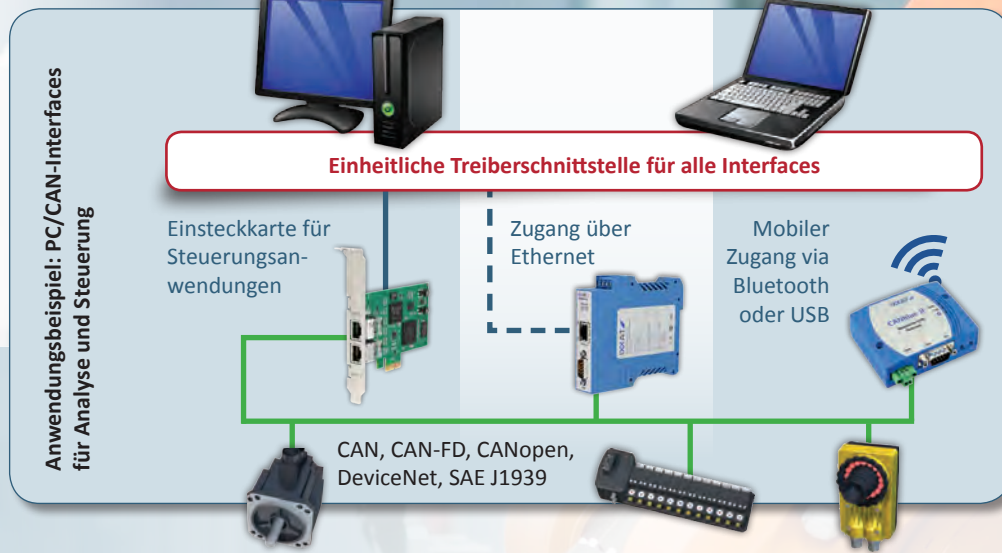 Anwendungsbeispiel: PC/CAN-Interfaces
für Analyse und Steuerung
Einheitliche Treiberschnittstelle für alle Interfaces
Einsteckkarte für
Steuerungsan-
wendungen
Zugang über
Ethernet
Mobiler
Zugang via
Bluetooth
oder USB
CAN, CAN-FD, CANopen,
DeviceNet, SAE J1939